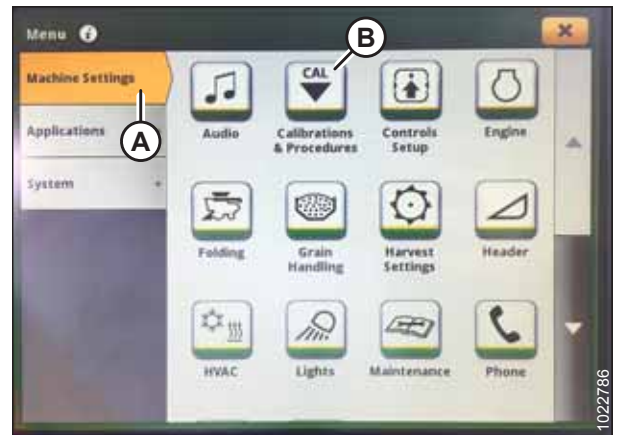 Menu i
B
×
Machine Settings
A
Applications
System
CAL
Audio
Calibrations
& Procedures
Controls
Setup
Engine
Folding
Grain
Handling
Harvest
Settings
Header
HVAC
Lights
Maintenance
Phone
1022786